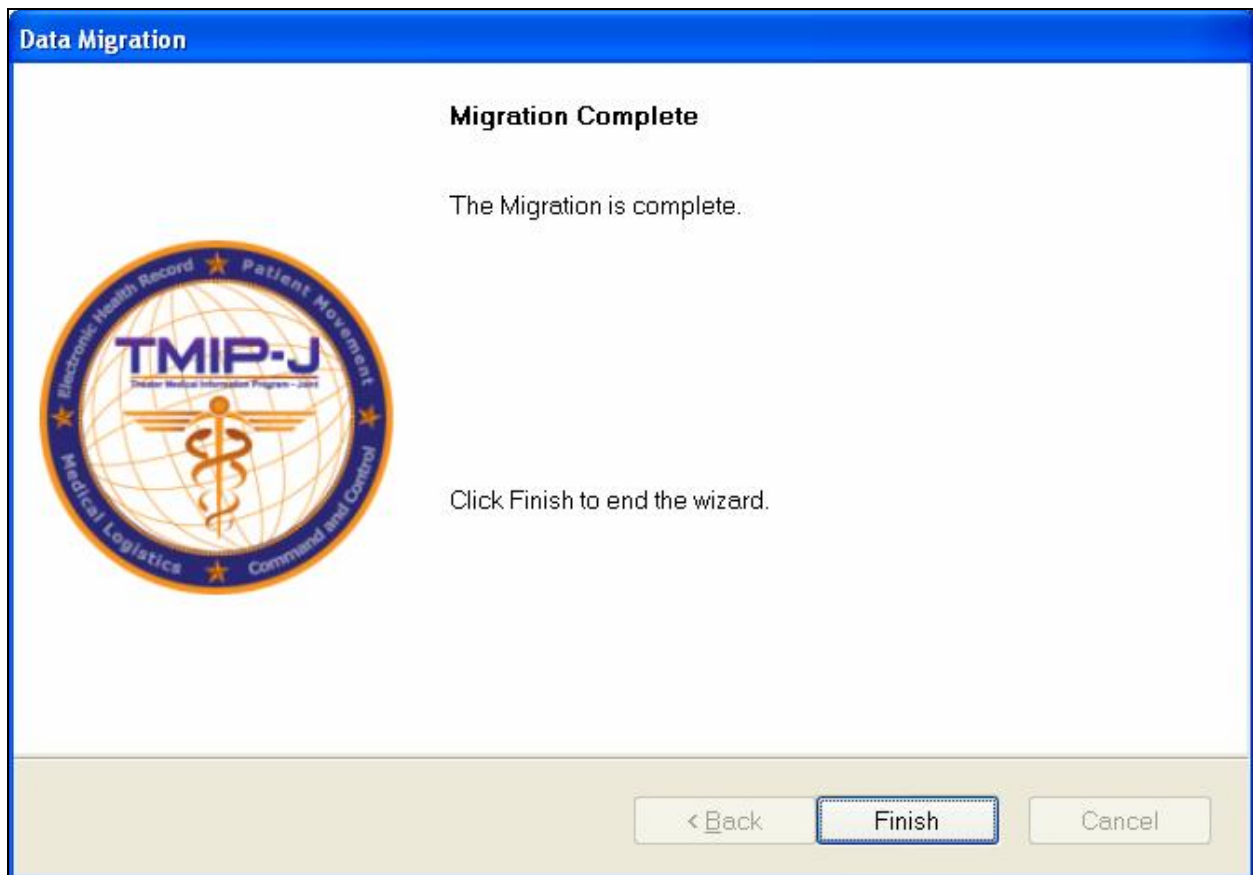 Data Migration
Migration Complete
The Migration is complete.
Electronic Health Record
Patient Movement
TMIP-J
Theater Medical Information Program - Joint
Medical Logistics
Command and Control
Click Finish to end the wizard.
< Back
Finish
Cancel